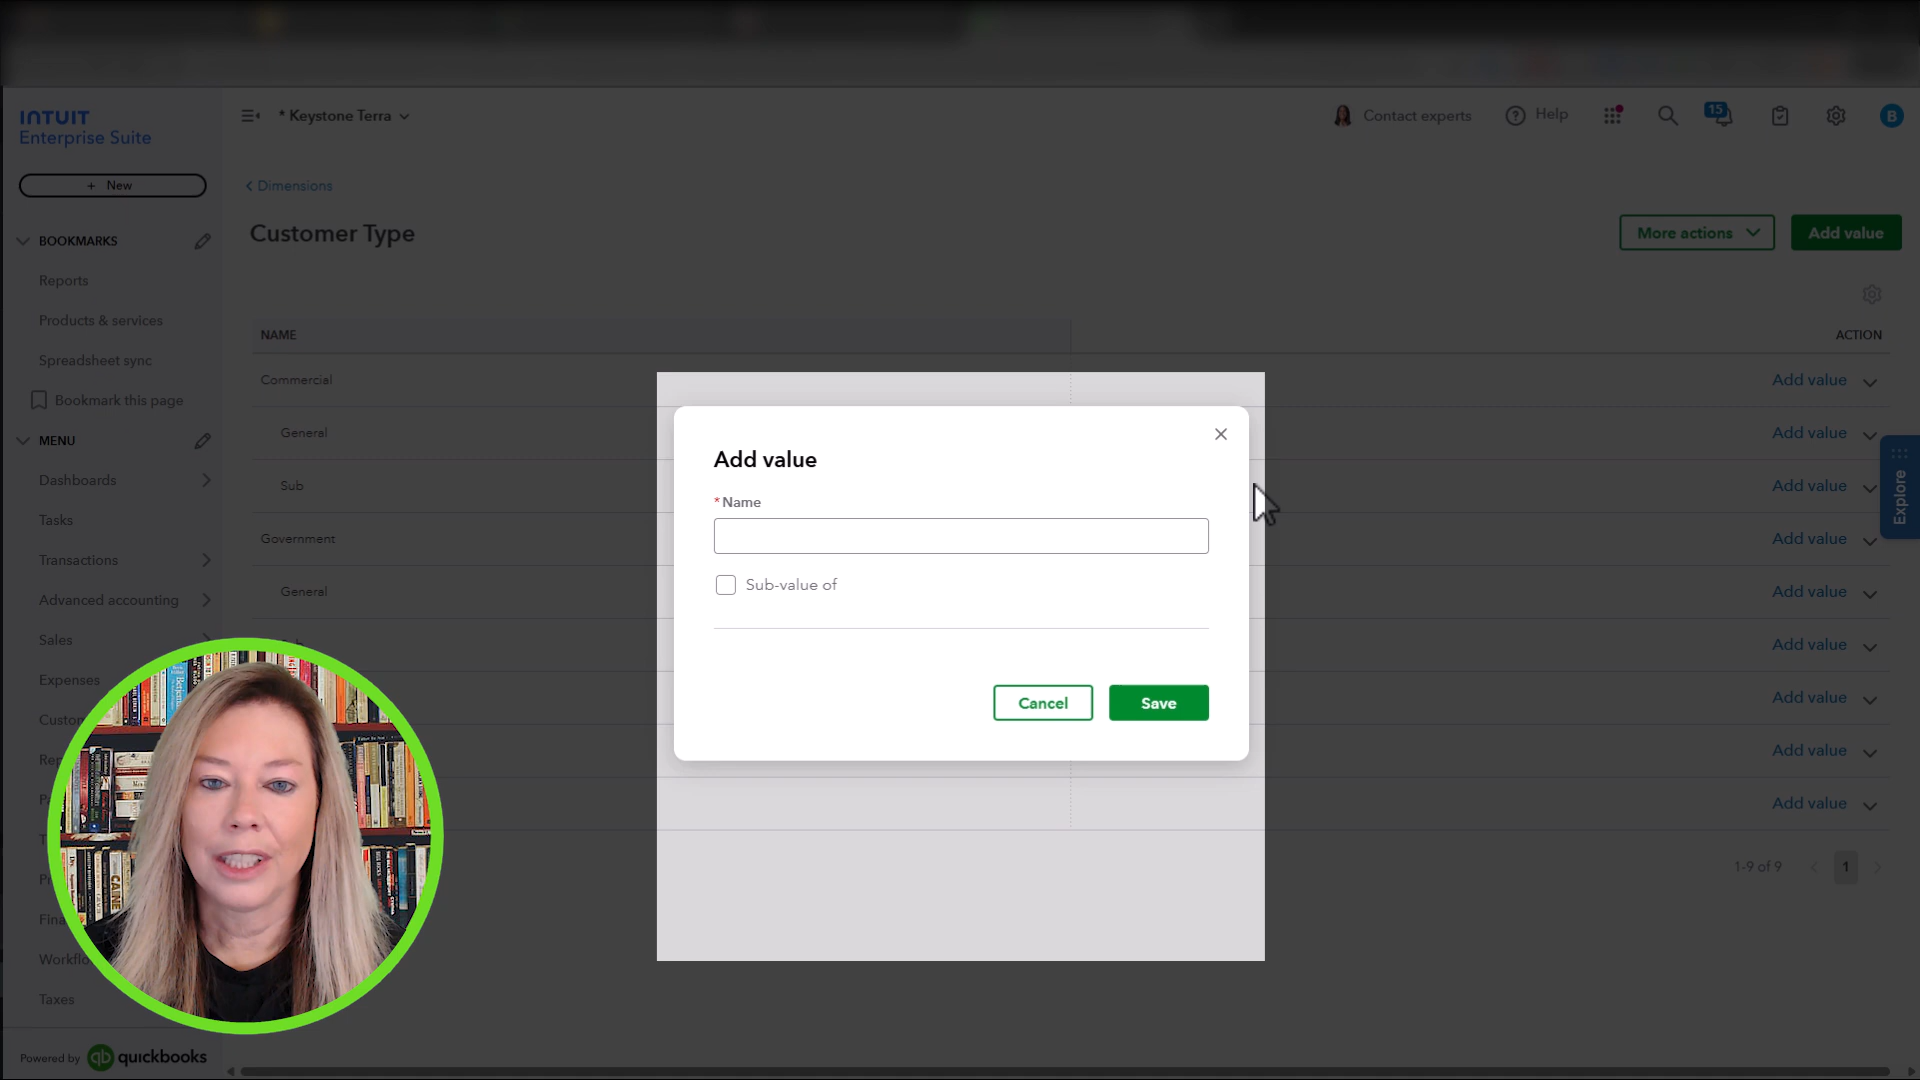 INTUIT
Enterprise Suite
* Keystone Terra
Contact experts
Help
15
B
+ New
< Dimensions
BOOKMARKS
Customer Type
More actions
Add value
Reports
Products & services
Spreadsheet sync
Bookmark this page
NAME
ACTION
Commercial
Add value
General
Add value
Sub
Add value
Government
Add value
General
Add value
Add value
Add value
Add value
Add value
MENU
Dashboards
Tasks
Transactions
Advanced accounting
Sales
Expenses
Taxes
Add value
* Name
Sub-value of
Cancel
Save
Explore
1-9 of 9
1
CAINE
Powered by
qb quickbooks